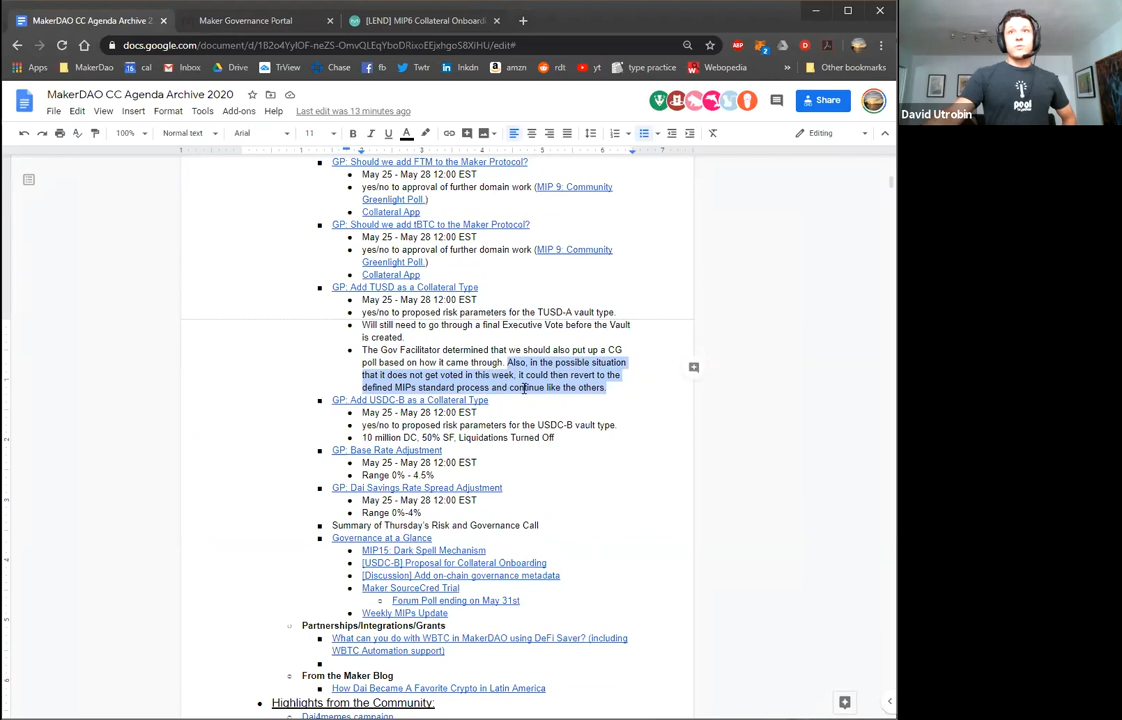 MakerDAO CC Agenda Archive 2
Maker Governance Portal
[LEND] MIP6 Collateral Onboardi
docs.google.com/document/d/1B2o4YylOF-neZS-OmvQLEqYboDRixoEEjxhgoS8XlHU/edit#
Apps
MakerDao
cal
Inbox
Drive
TrView
Chase
fb
Twtr
lnkdn
amzn
rdt
yt
type practice
Webopedia
Other bookmarks
MakerDAO CC Agenda Archive 2020
File Edit View Insert Format Tools Add-ons Help
Last edit was 13 minutes ago
Share
100%
Normal text
Arial
11
Editing
GP: Should we add FTM to the Maker Protocol?
May 25 - May 28 12:00 EST
yes/no to approval of further domain work (MIP 9: Community
Greenlight Poll.)
Collateral App
GP: Should we add tBTC to the Maker Protocol?
May 25 - May 28 12:00 EST
yes/no to approval of further domain work (MIP 9: Community
Greenlight Poll.)
Collateral App
GP: Add TUSD as a Collateral Type
May 25 - May 28 12:00 EST
yes/no to proposed risk parameters for the TUSD-A vault type.
Will still need to go through a final Executive Vote before the Vault
is created.
The Gov Facilitator determined that we should also put up a CG
poll based on how it came through. Also, in the possible situation
that it does not get voted in this week, it could then revert to the
defined MIPs standard process and continue like the others.
GP: Add USDC-B as a Collateral Type
May 25 - May 28 12:00 EST
yes/no to proposed risk parameters for the USDC-B vault type.
10 million DC, 50% SF, Liquidations Turned Off
GP: Base Rate Adjustment
May 25 - May 28 12:00 EST
Range 0% - 4.5%
GP: Dai Savings Rate Spread Adjustment
May 25 - May 28 12:00 EST
Range 0%-4%
Summary of Thursday's Risk and Governance Call
Governance at a Glance
MIP15: Dark Spell Mechanism
[USDC-B] Proposal for Collateral Onboarding
[Discussion] Add on-chain governance metadata
Maker SourceCred Trial
Forum Poll ending on May 31st
Weekly MIPs Update
Partnerships/Integrations/Grants
What can you do with WBTC in MakerDAO using DeFi Saver? (including
WBTC Automation support)
From the Maker Blog
How Dai Became A Favorite Crypto in Latin America
Highlights from the Community:
Dai4memes campaign
David Utrobin
pool